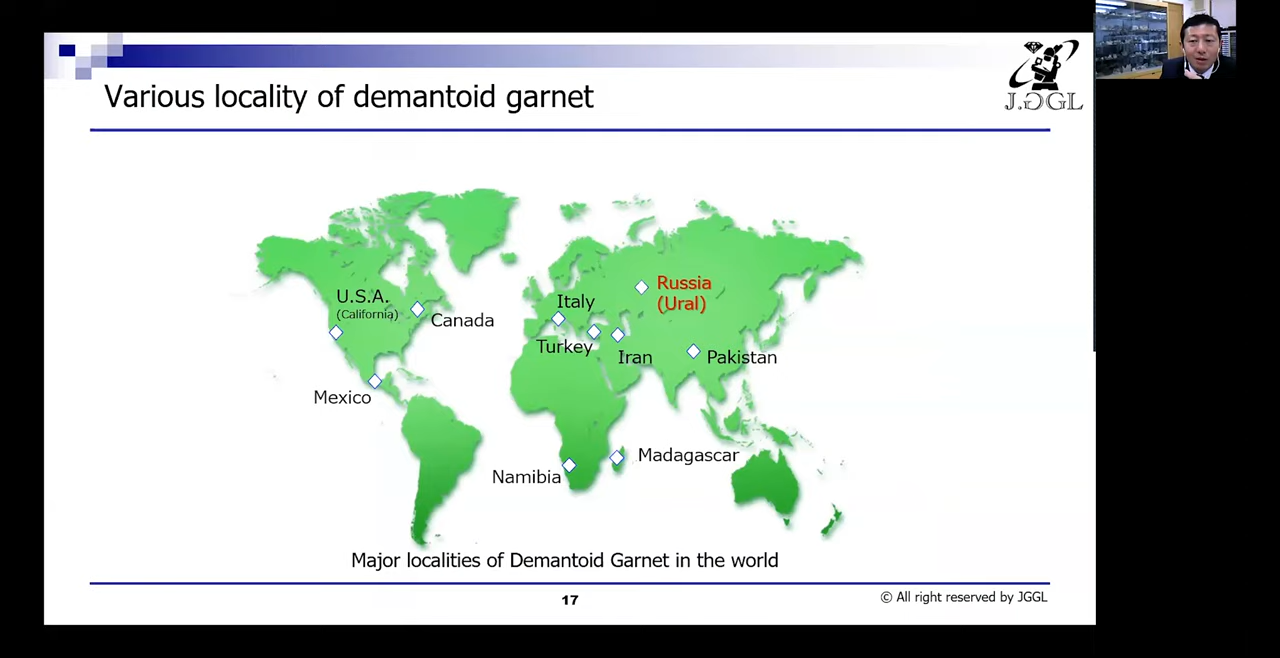 Various locality of demantoid garnet
J.GGL
Russia
(Ural)
U.S.A.
(California)
Canada
Italy
Turkey
Iran
Pakistan
Mexico
Madagascar
Namibia
Major localities of Demantoid Garnet in the world
17
© All right reserved by JGGL